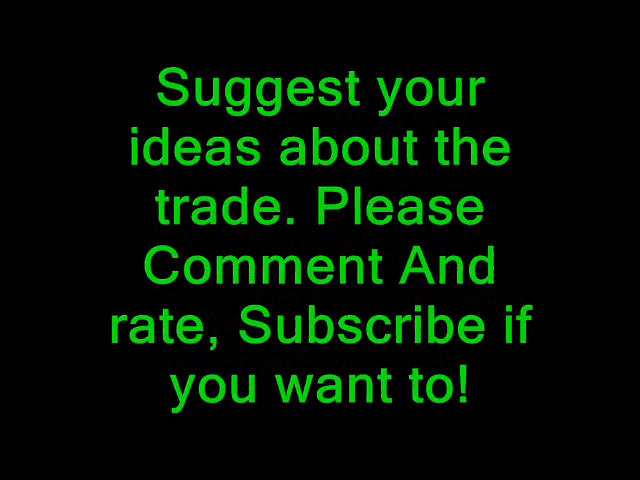 Suggest your
ideas about the
trade. Please
Comment And
rate, Subscribe if
you want to!